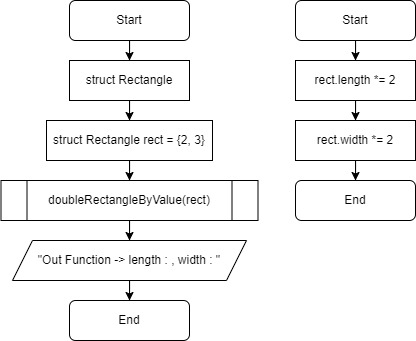 Start
struct Rectangle
struct Rectangle rect = {2, 3}
doubleRectangleByValue(rect)
"Out Function -> length : , width : "
End
Start
rect.length *= 2
rect.width *= 2
End